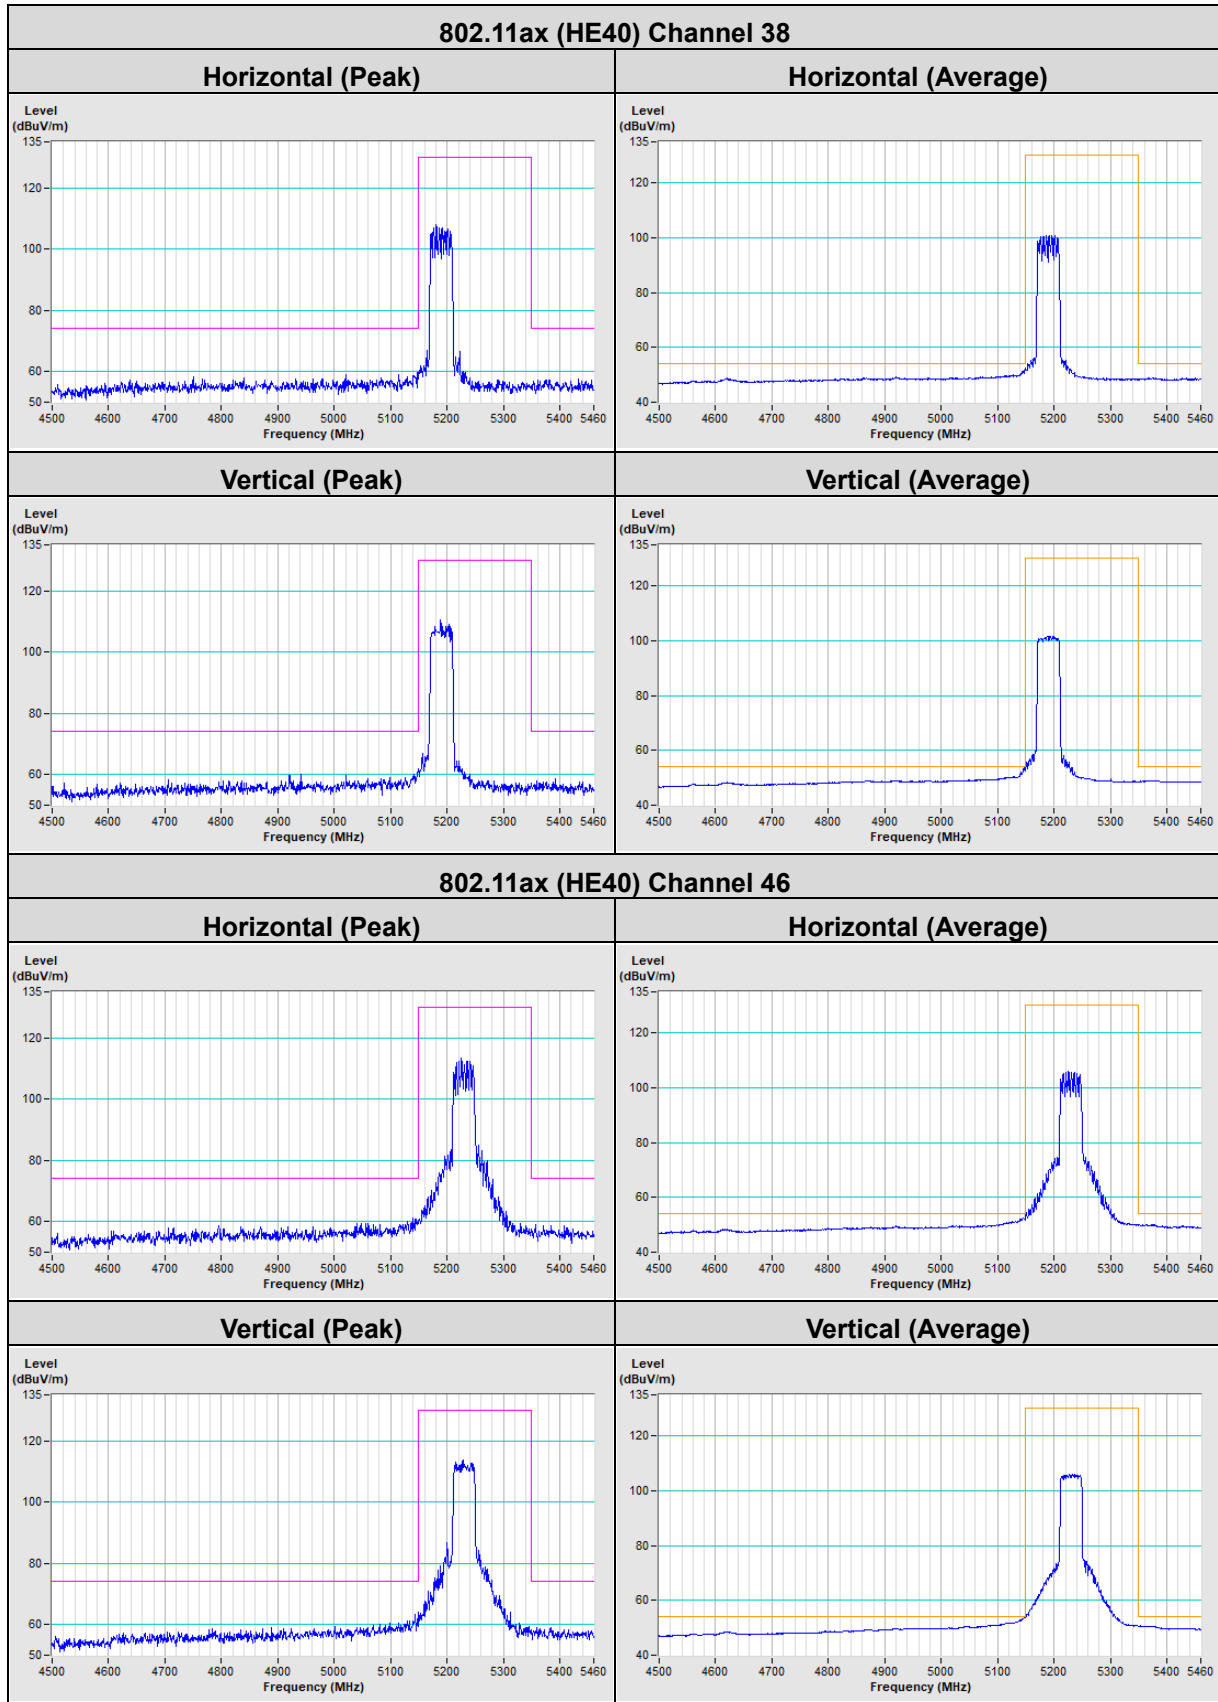 802.11ax (HE40) Channel 38
Horizontal (Peak)
Level
(dBuV/m)
135
120
100
80
60
50
4500 4600 4700 4800 4900 5000 5100 5200 5300 5400 5460
Frequency (MHz)
Horizontal (Average)
Level
(dBuV/m)
135
120
100
80
60
40
4500 4600 4700 4800 4900 5000 5100 5200 5300 5400 5460
Frequency (MHz)
Vertical (Peak)
Level
(dBuV/m)
135
120
100
80
60
50
4500 4600 4700 4800 4900 5000 5100 5200 5300 5400 5460
Frequency (MHz)
Vertical (Average)
Level
(dBuV/m)
135
120
100
80
60
40
4500 4600 4700 4800 4900 5000 5100 5200 5300 5400 5460
Frequency (MHz)
802.11ax (HE40) Channel 46
Horizontal (Peak)
Level
(dBuV/m)
135
120
100
80
60
50
4500 4600 4700 4800 4900 5000 5100 5200 5300 5400 5460
Frequency (MHz)
Horizontal (Average)
Level
(dBuV/m)
135
120
100
80
60
40
4500 4600 4700 4800 4900 5000 5100 5200 5300 5400 5460
Frequency (MHz)
Vertical (Peak)
Level
(dBuV/m)
135
120
100
80
60
50
4500 4600 4700 4800 4900 5000 5100 5200 5300 5400 5460
Frequency (MHz)
Vertical (Average)
Level
(dBuV/m)
135
120
100
80
60
40
4500 4600 4700 4800 4900 5000 5100 5200 5300 5400 5460
Frequency (MHz)